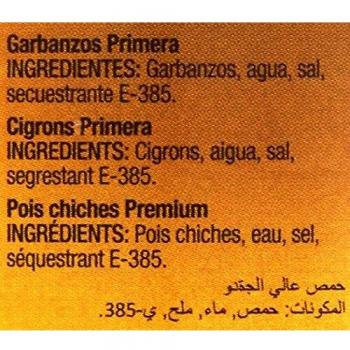 Garbanzos Primera
INGREDIENTES: Garbanzos, agua, sal,
secuestrante E-385.
Cigrons Primera
INGREDIENTS: Cigrons, aigua, sal,
segrestant E-385.
Pois chiches Premium
INGRÉDIENTS: Pois chiches, eau, sel,
séquestrant E-385.
حمص عالي
المكونات: حمص, ماء, ملح, ي-385.